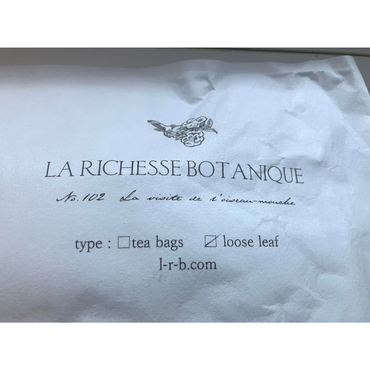 LA RICHESSE BOTANIQUE
No. 102 La visite de l'oiseau-mouche
type : ☐ tea bags ☑ loose leaf
l-r-b.com